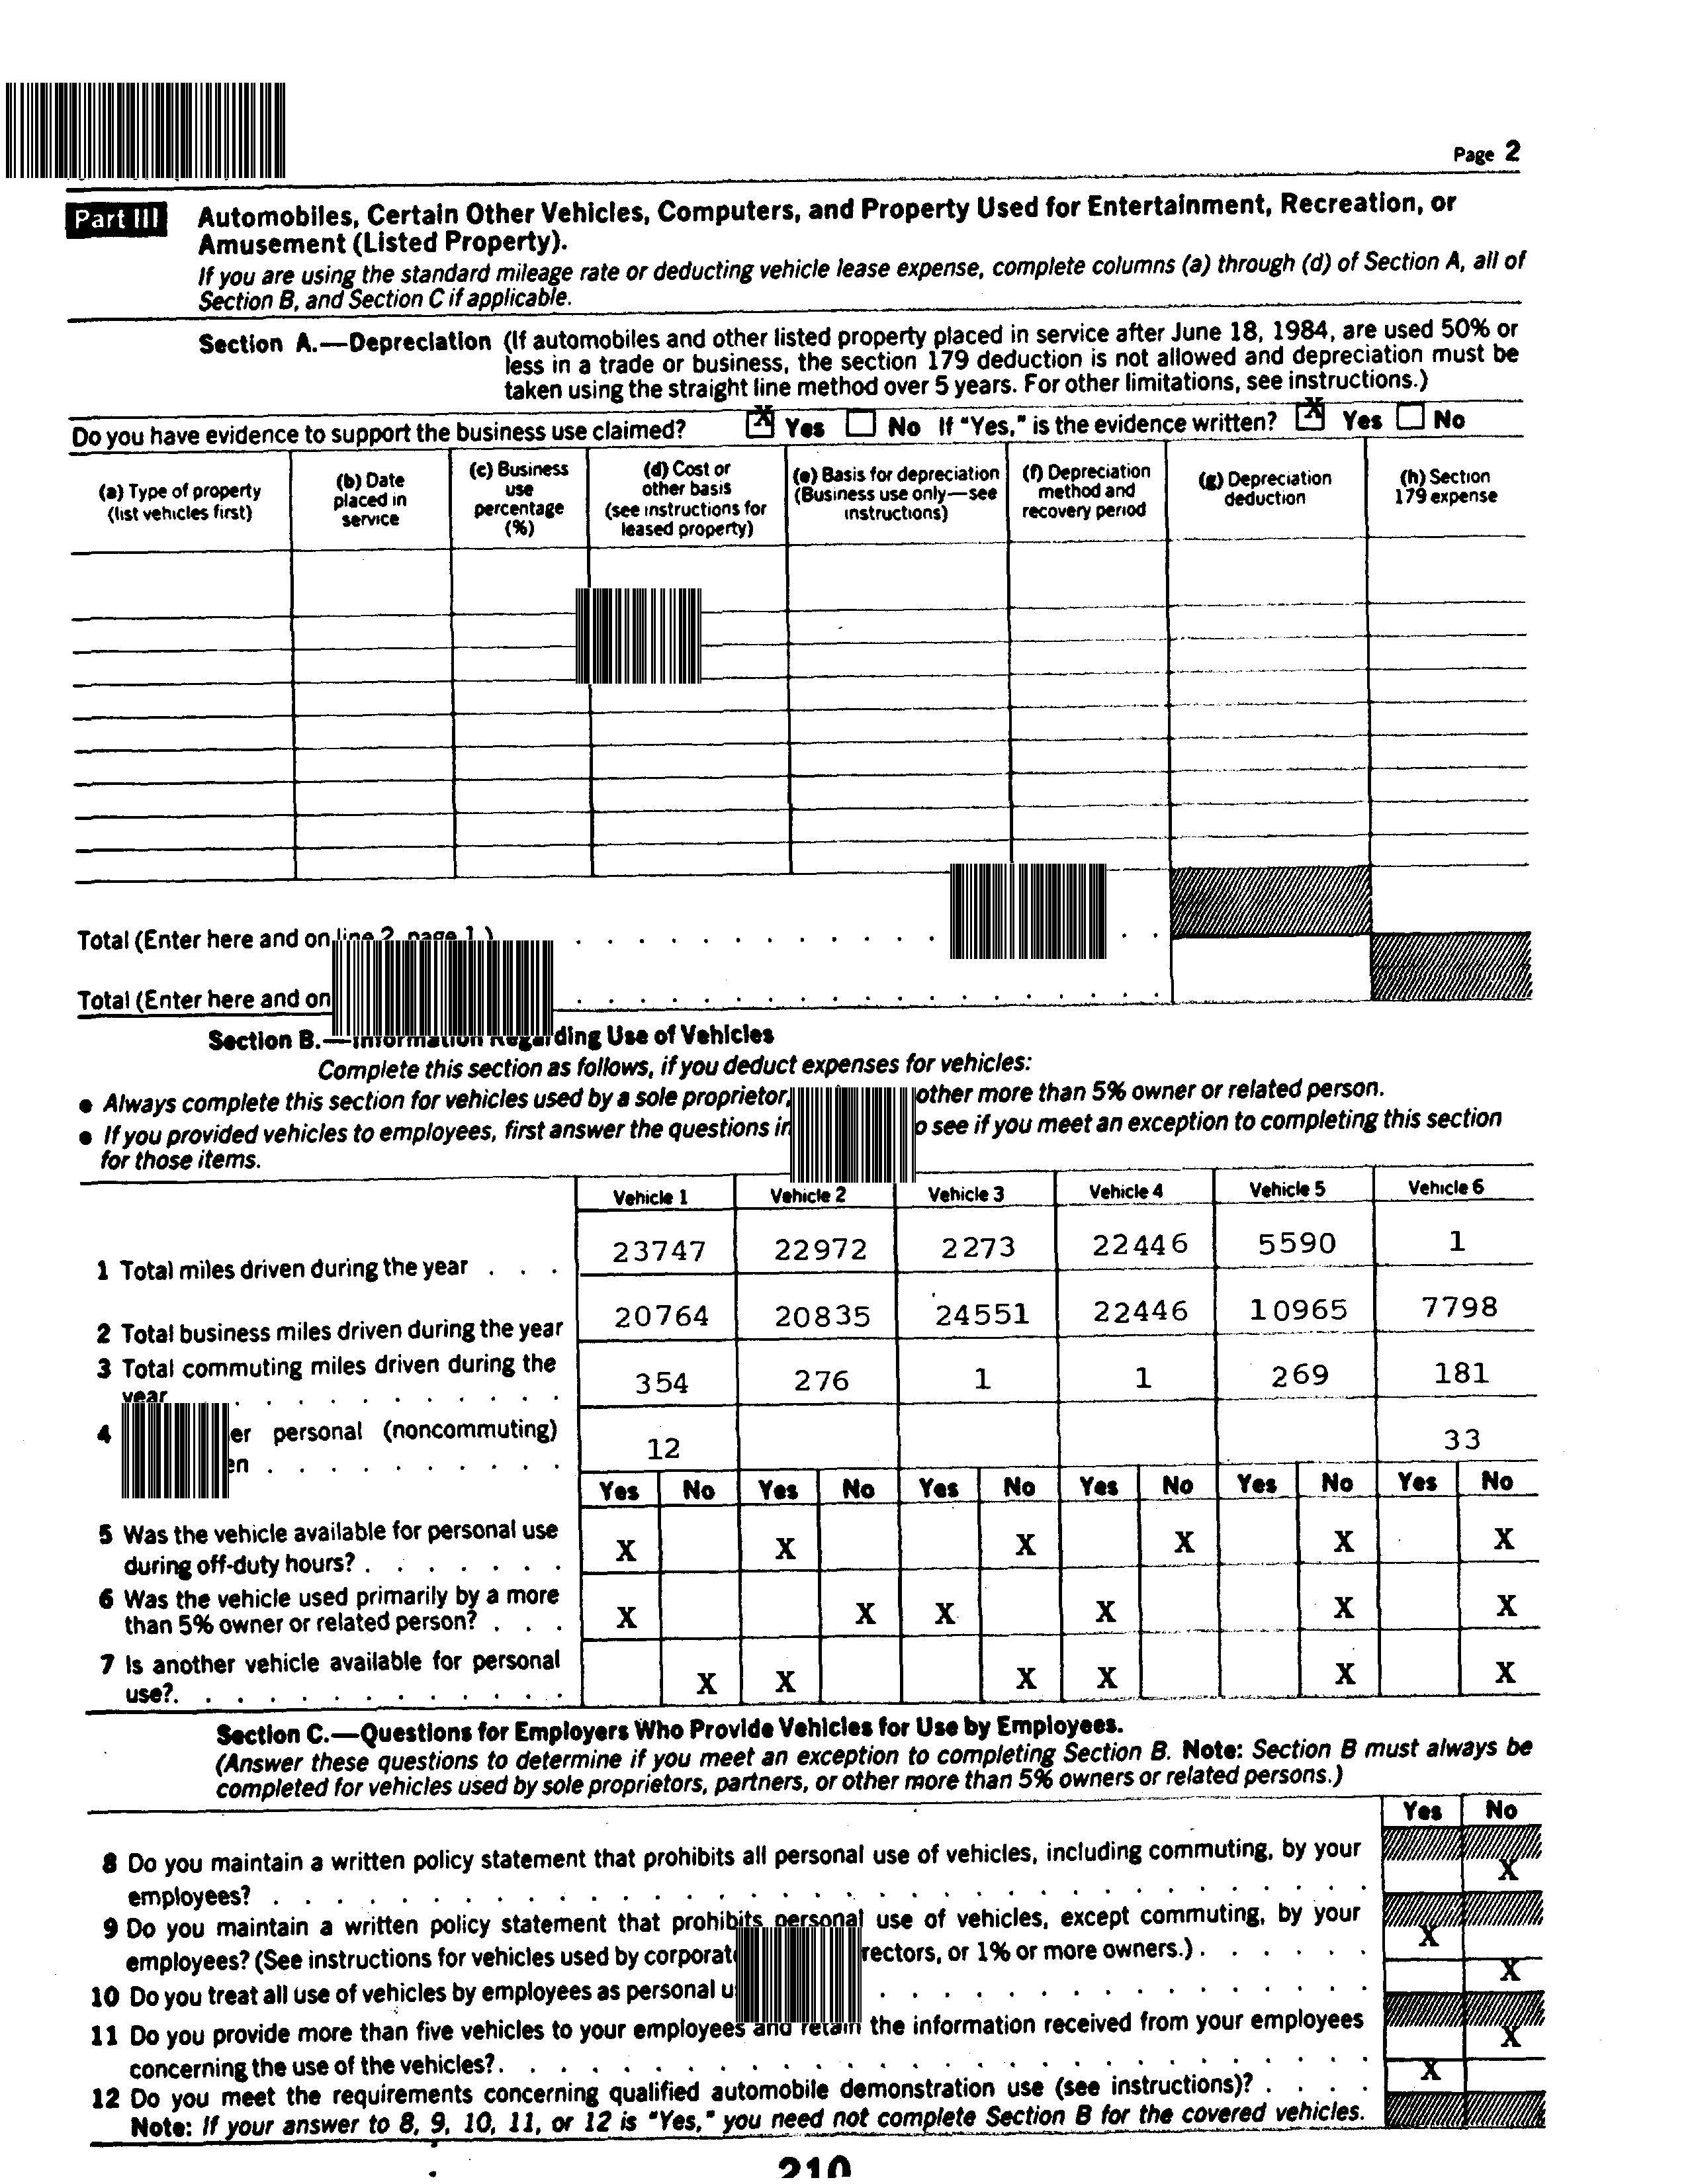 Page 2
Part III Automobiles, Certain Other Vehicles, Computers, and Property Used for Entertainment, Recreation, or
Amusement (Listed Property).
If you are using the standard mileage rate or deducting vehicle lease expense, complete columns (a) through (d) of Section A, all of
Section B, and Section C if applicable.
Section A.—Depreciation (If automobiles and other listed property placed in service after June 18, 1984, are used 50% or
less in a trade or business, the section 179 deduction is not allowed and depreciation must be
taken using the straight line method over 5 years. For other limitations, see instructions.)
Do you have evidence to support the business use claimed? X Yes No If "Yes," is the evidence written? X Yes No
(a) Type of property
(list vehicles first)
(b) Date
placed in
service
(c) Business
use
percentage
(%)
(d) Cost or
other basis
(see instructions for
leased property)
(e) Basis for depreciation
(Business use only—see
instructions)
(f) Depreciation
method and
recovery period
(g) Depreciation
deduction
(h) Section
179 expense
Total (Enter here and on line 2, page 1.)
Total (Enter here and on
Section B.—Information Regarding Use of Vehicles
Complete this section as follows, if you deduct expenses for vehicles:
● Always complete this section for vehicles used by a sole proprietor, other more than 5% owner or related person.
● If you provided vehicles to employees, first answer the questions in see if you meet an exception to completing this section
for those items.
Vehicle 1 Vehicle 2 Vehicle 3 Vehicle 4 Vehicle 5 Vehicle 6
1 Total miles driven during the year . . . 23747 22972 2273 22446 5590 1
2 Total business miles driven during the year 20764 20835 24551 22446 10965 7798
3 Total commuting miles driven during the
year . . . . . . . . . . . 354 276 1 1 269 181
4 personal (noncommuting)
12 33
Yes No Yes No Yes No Yes No Yes No Yes No
5 Was the vehicle available for personal use
during off-duty hours? . . . . . . . X X X X X X
6 Was the vehicle used primarily by a more
than 5% owner or related person? . . . X X X X X X
7 Is another vehicle available for personal
use?. . . . . . . . . . . . . X X X X X X
Section C.—Questions for Employers Who Provide Vehicles for Use by Employees.
(Answer these questions to determine if you meet an exception to completing Section B. Note: Section B must always be
completed for vehicles used by sole proprietors, partners, or other more than 5% owners or related persons.)
Yes No
8 Do you maintain a written policy statement that prohibits all personal use of vehicles, including commuting, by your
employees? X
9 Do you maintain a written policy statement that prohibits personal use of vehicles, except commuting, by your
employees? (See instructions for vehicles used by corporate rectors, or 1% or more owners.) . . . . . . X
10 Do you treat all use of vehicles by employees as personal X
11 Do you provide more than five vehicles to your employees and retain the information received from your employees
concerning the use of the vehicles?. X
12 Do you meet the requirements concerning qualified automobile demonstration use (see instructions)? . . . . X
Note: If your answer to 8, 9, 10, 11, or 12 is "Yes," you need not complete Section B for the covered vehicles.
210